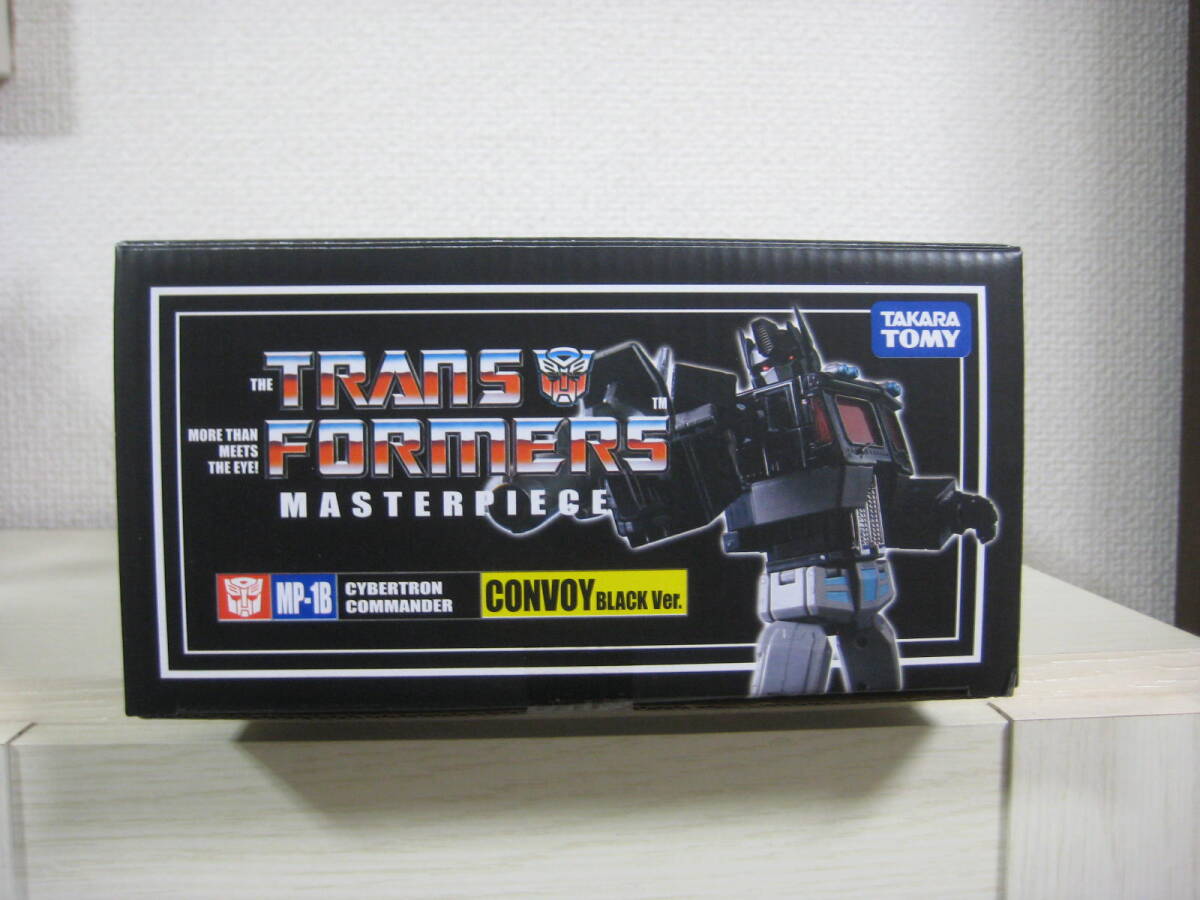 TAKARA
TOMY
THE TRANS
FORMERS
TM
MORE THAN
MEETS
THE EYE!
MASTERPIECE
MP-1B
CYBERTRON
COMMANDER
CONVOY BLACK Ver.